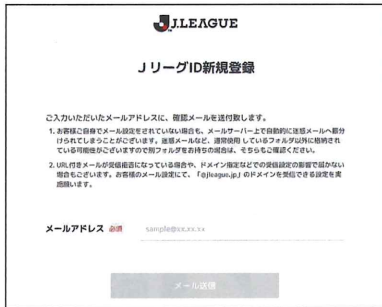 J.LEAGUE
JリーグID新規登録
ご入力いただいたメールアドレスに、確認メールを送付致します。
1. お客様ご自身でメール設定をされていない場合も、メールサーバー上で自動的に迷惑メールへ振分
けられてしまうことがございます。迷惑メールなど、通常使用しているフォルダ以外に格納され
ている可能性がございますので別フォルダをお持ちの場合は、そちらもご確認ください。
2. URL付きメールが受信拒否になっている場合や、ドメイン指定などでの受信設定の影響で届かない
場合もございます。お客様のメール設定にて、「@jleague.jp」のドメインを受信できる設定を実
施願います。
メールアドレス 必須 sample@xx.xx.xx
メール送信